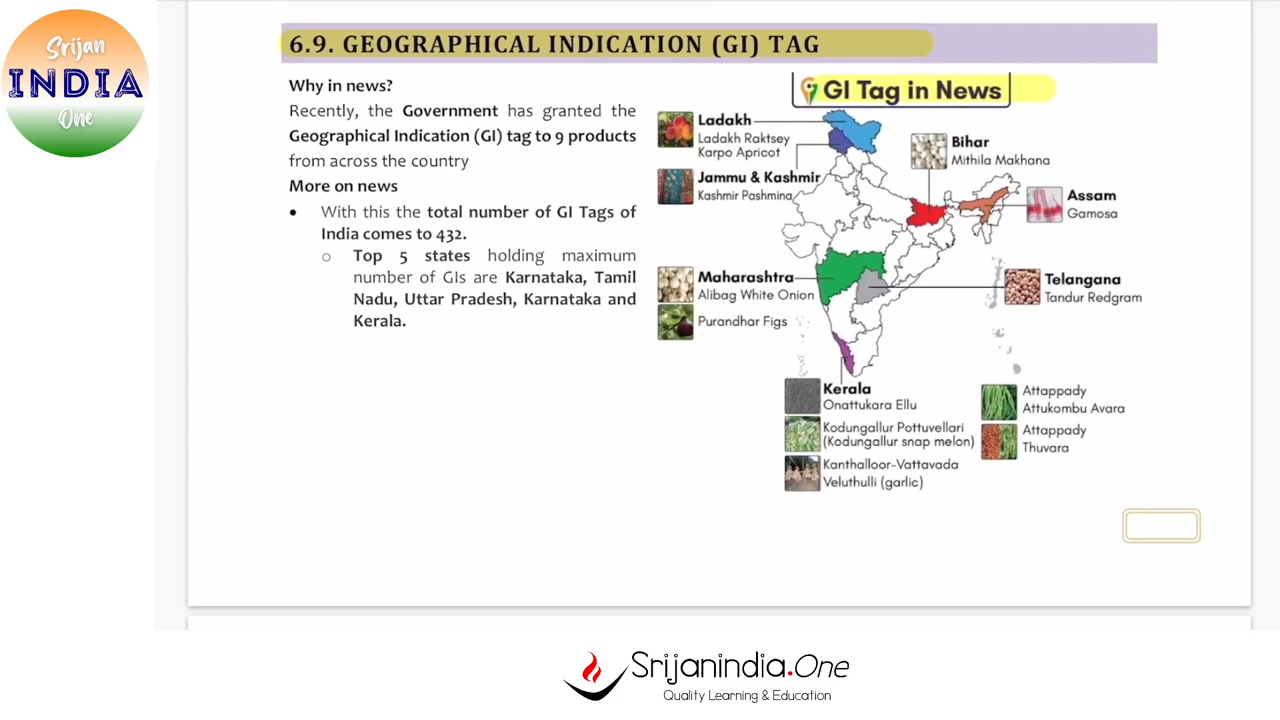 Srijan
INDIA
One
6.9. GEOGRAPHICAL INDICATION (GI) TAG
Why in news?
Recently, the Government has granted the
Geographical Indication (GI) tag to 9 products
from across the country
More on news
• With this the total number of GI Tags of
India comes to 432.
o Top 5 states holding maximum
number of GIs are Karnataka, Tamil
Nadu, Uttar Pradesh, Karnataka and
Kerala.
GI Tag in News
Ladakh
Ladakh Raktsey
Karpo Apricot
Jammu & Kashmir
Kashmir Pashmina
Bihar
Mithila Makhana
Assam
Gamosa
Maharashtra
Alibag White Onion
Purandhar Figs
Telangana
Tandur Redgram
Kerala
Onattukara Ellu
Kodungallur Pottuvellari
(Kodungallur snap melon)
Kanthalloor-Vattavada
Veluthulli (garlic)
Attappady
Attukombu Avara
Attappady
Thuvara
Srijanindia.One
Quality Learning & Education